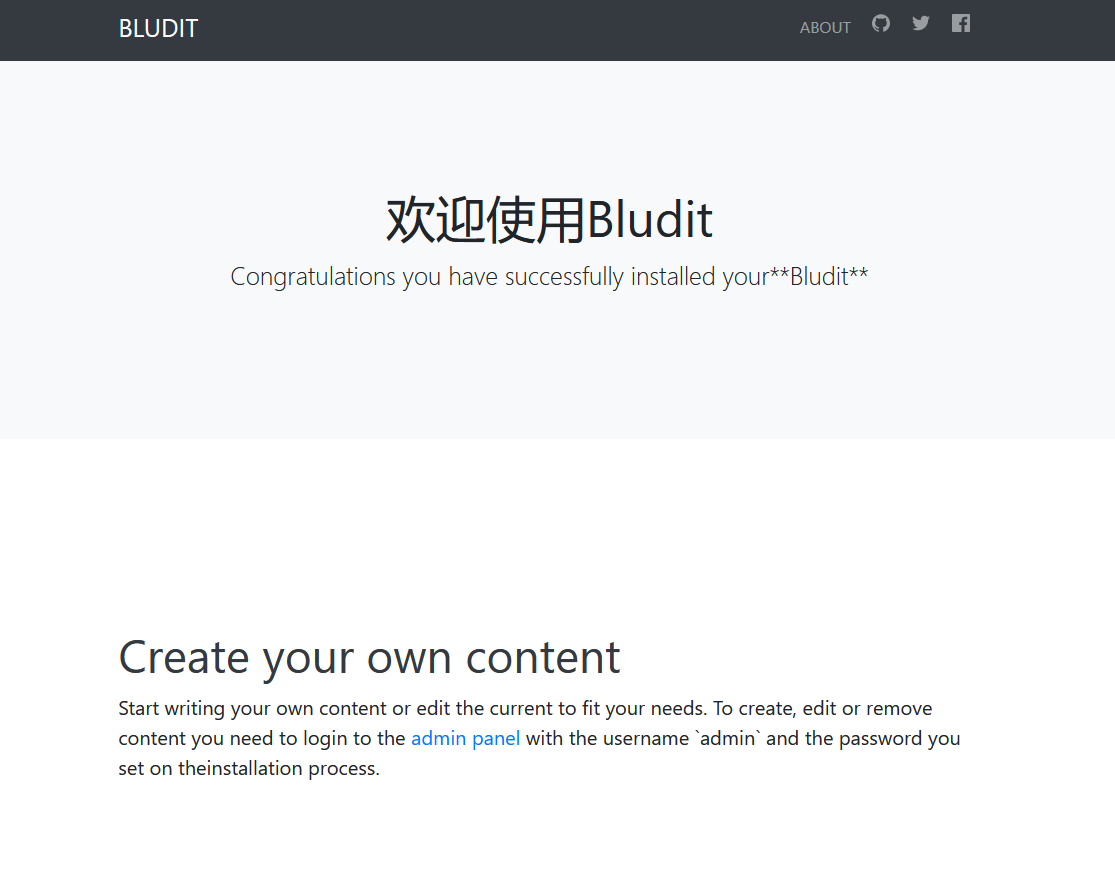 BLUDIT
ABOUT
欢迎使用Bludit
Congratulations you have successfully installed your**Bludit**
Create your own content
Start writing your own content or edit the current to fit your needs. To create, edit or remove
content you need to login to the admin panel with the username `admin` and the password you
set on theinstallation process.